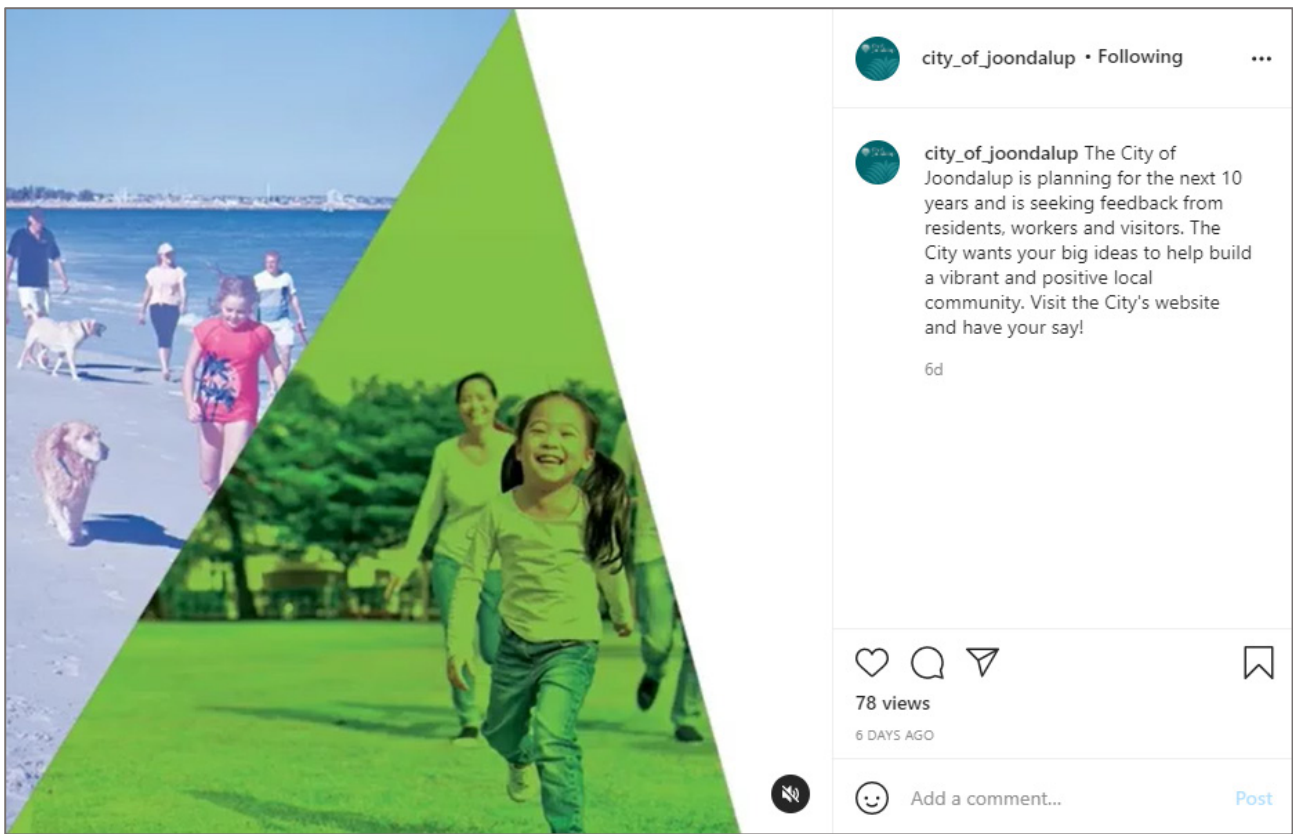 city_of_joondalup • Following
city_of_joondalup The City of
Joondalup is planning for the next 10
years and is seeking feedback from
residents, workers and visitors. The
City wants your big ideas to help build
a vibrant and positive local
community. Visit the City's website
and have your say!
6d
78 views
6 DAYS AGO
Add a comment...
Post